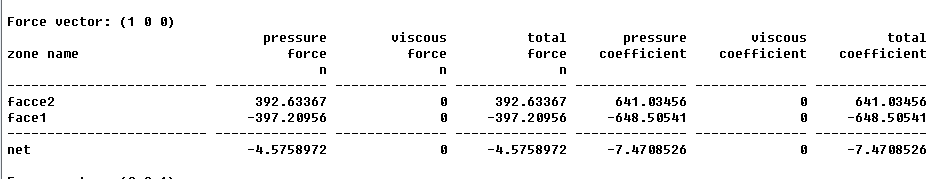 Force vector: (1 0 0)
pressure viscous total pressure viscous total
zone name force force force coefficient coefficient coefficient
n n n
------------------------- -------------- -------------- -------------- -------------- -------------- --------------
facce2 392.63367 0 392.63367 641.03456 0 641.03456
face1 -397.20956 0 -397.20956 -648.50541 0 -648.50541
------------------------- -------------- -------------- -------------- -------------- -------------- --------------
net -4.5758972 0 -4.5758972 -7.4708526 0 -7.4708526